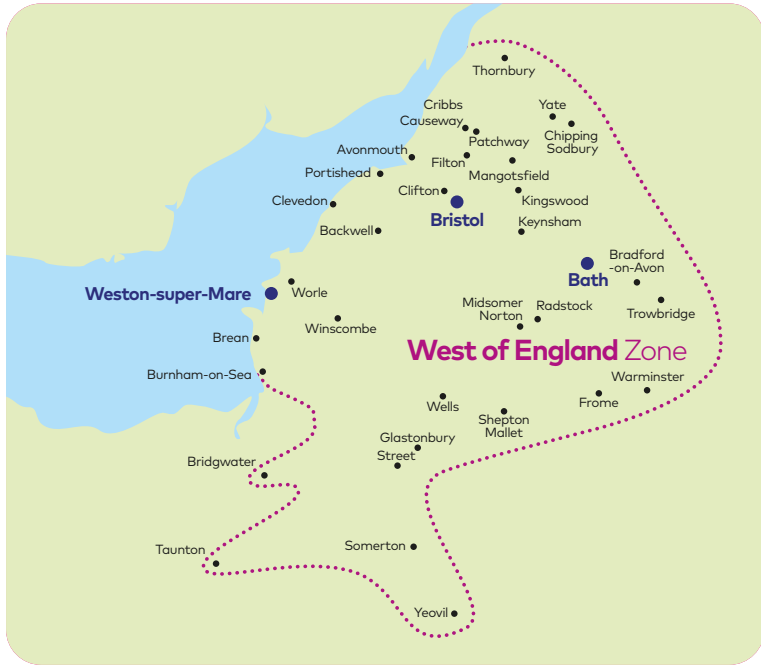 Thornbury
Cribbs
Causeway
Yate
Patchway
Chipping
Sodbury
Avonmouth
Filton
Portishead
Mangotsfield
Clifton
Clevedon
Kingswood
Bristol
Keynsham
Backwell
Bradford
-on-Avon
Bath
Weston-super-Mare
Worle
Midsomer
Norton
Radstock
Trowbridge
Winscombe
Brean
West of England Zone
Burnham-on-Sea
Warminster
Frome
Wells
Shepton
Mallet
Glastonbury
Street
Bridgwater
Taunton
Somerton
Yeovil